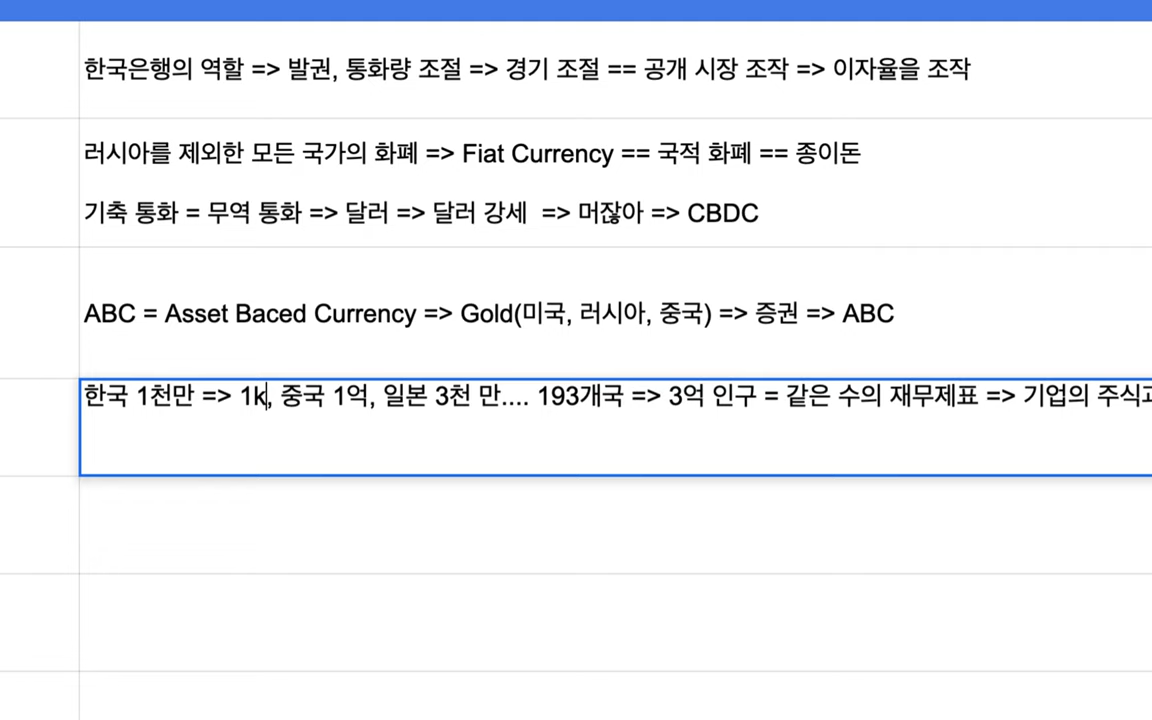 한국은행의 역할 => 발권, 통화량 조절 => 경기 조절 == 공개 시장 조작 => 이자율을 조작
러시아를 제외한 모든 국가의 화폐 => Fiat Currency == 국적 화폐 == 종이돈
기축 통화 = 무역 통화 => 달러 => 달러 강세 => 머잖아 => CBDC
ABC = Asset Baced Currency => Gold(미국, 러시아, 중국) => 증권 => ABC
한국 1천만 => 1k, 중국 1억, 일본 3천 만.... 193개국 => 3억 인구 = 같은 수의 재무제표 => 기업의